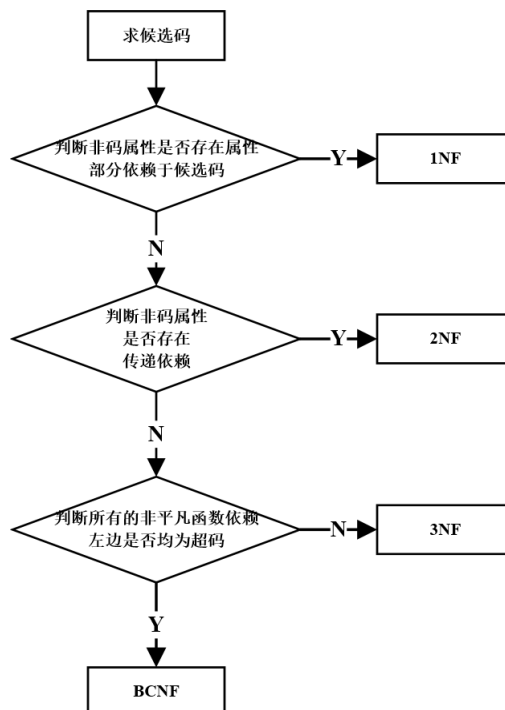 求候选码
判断非码属性是否存在属性
部分依赖于候选码
Y
1NF
N
判断非码属性
是否存在
传递依赖
Y
2NF
N
判断所有的非平凡函数依赖
左边是否均为超码
N
3NF
Y
BCNF